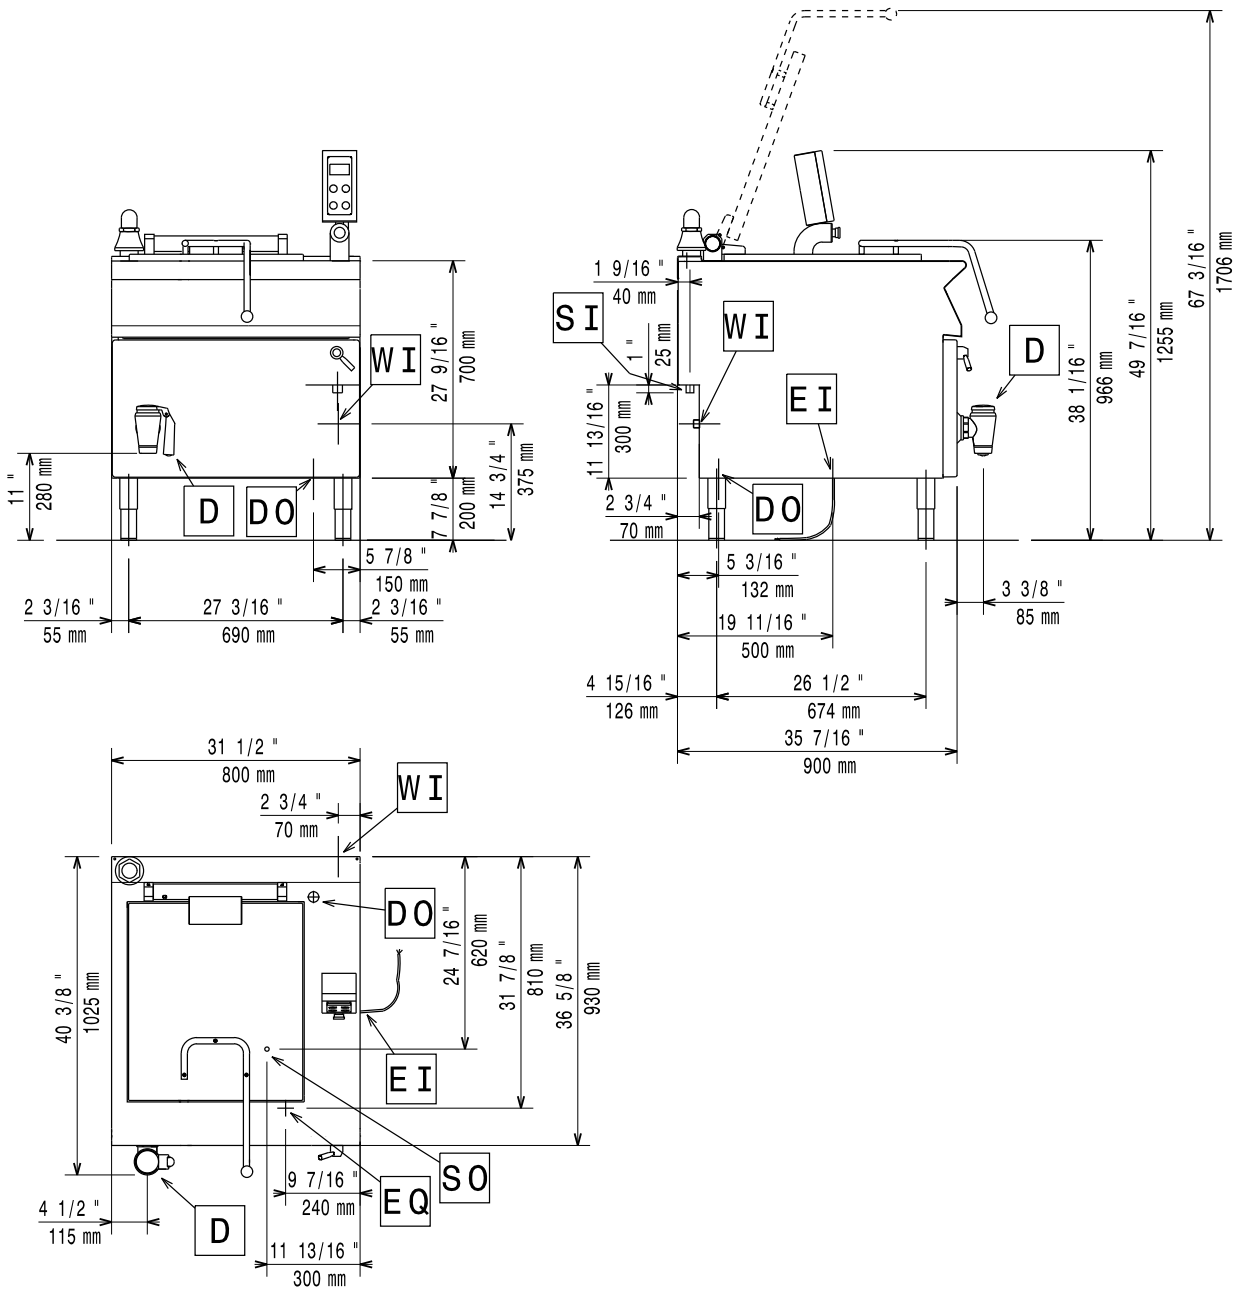 67 3/16 "
1706 mm
49 7/16 "
1255 mm
38 1/16 "
966 mm
1 9/16 "
40 mm
SI
WI
1 "
25 mm
D
WI
27 9/16 "
700 mm
EI
11 13/16 "
300 mm
11 "
280 mm
14 3/4 "
375 mm
D
DO
7 7/8 "
200 mm
2 3/4 "
70 mm
DO
5 7/8 "
150 mm
5 3/16 "
132 mm
2 3/16 "
55 mm
27 3/16 "
690 mm
2 3/16 "
55 mm
3 3/8 "
85 mm
19 11/16 "
500 mm
4 15/16 "
126 mm
26 1/2 "
674 mm
35 7/16 "
900 mm
31 1/2 "
800 mm
WI
2 3/4 "
70 mm
DO
24 7/16 "
620 mm
31 7/8 "
810 mm
36 5/8 "
930 mm
40 3/8 "
1025 mm
EI
SO
9 7/16 "
240 mm
EQ
D
4 1/2 "
115 mm
11 13/16 "
300 mm